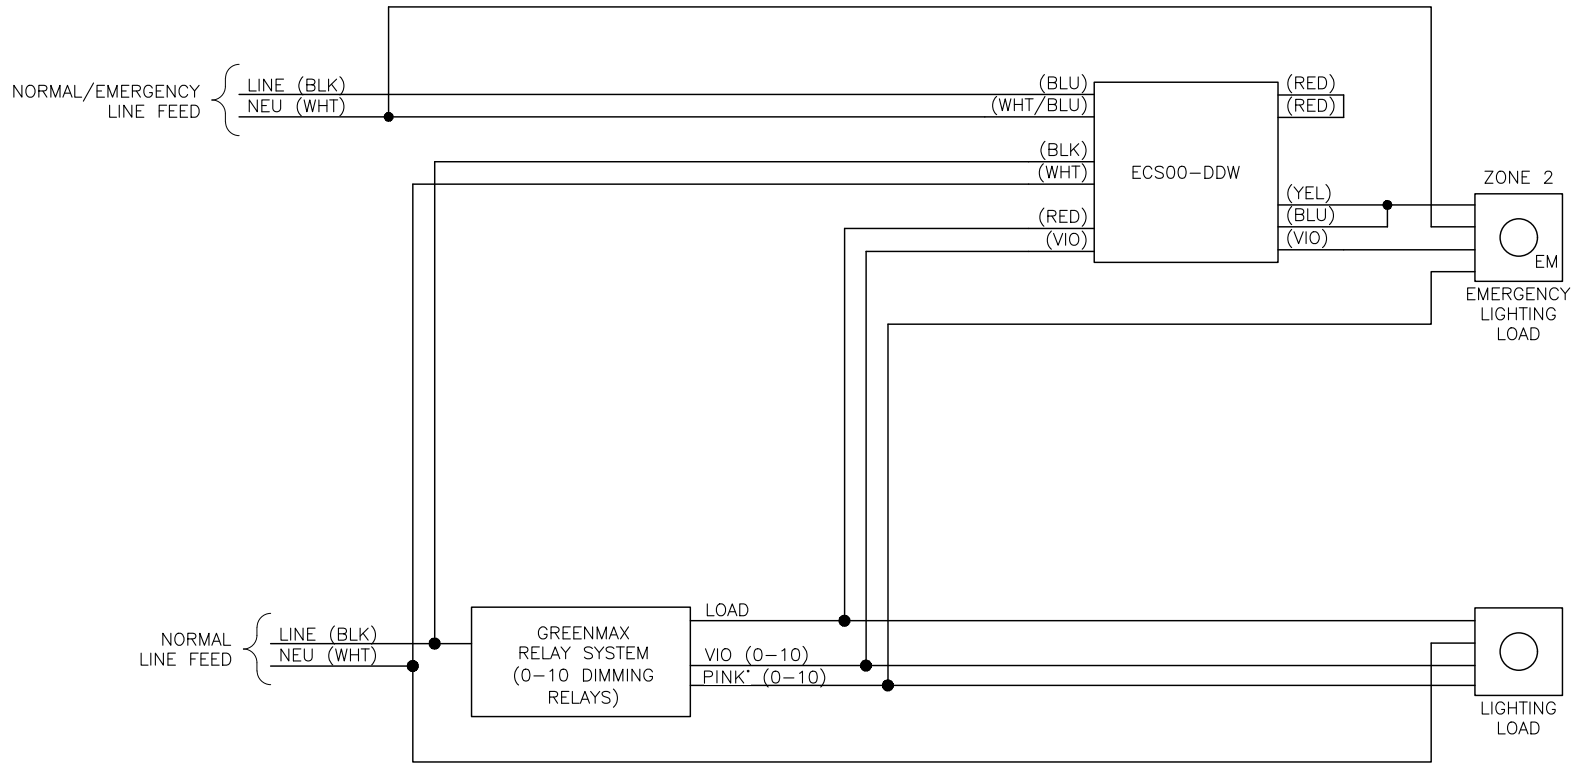 NORMAL/EMERGENCY
LINE FEED
LINE (BLK)
NEU (WHT)
(BLU)
(WHT/BLU)
(BLK)
(WHT)
(RED)
(VIO)
ECS00-DDW
(RED)
(RED)
(YEL)
(BLU)
(VIO)
ZONE 2
EM
EMERGENCY
LIGHTING
LOAD
NORMAL
LINE FEED
LINE (BLK)
NEU (WHT)
GREENMAX
RELAY SYSTEM
(0-10 DIMMING
RELAYS)
LOAD
VIO (0-10)
PINK* (0-10)
LIGHTING
LOAD